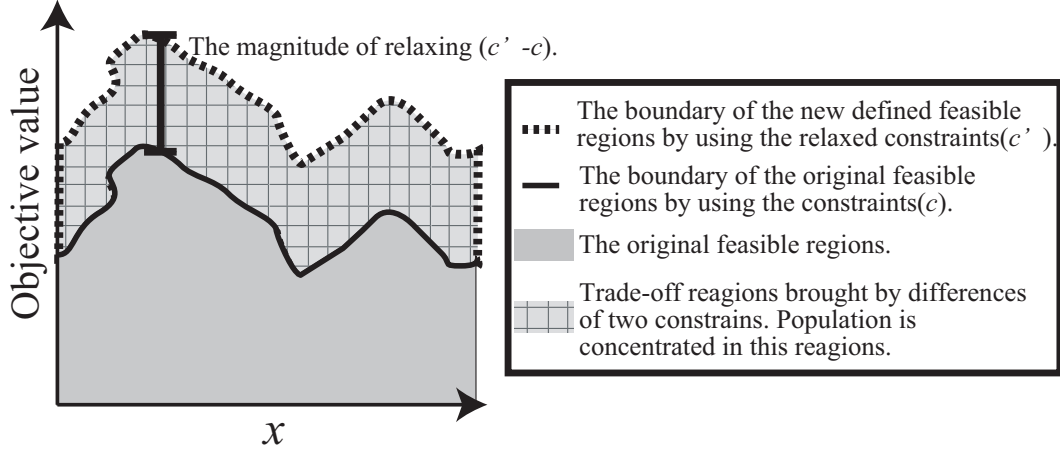 The magnitude of relaxing (c’ -c).
Objective value
x
The boundary of the new defined feasible
regions by using the relaxed constraints(c’ ).
The boundary of the original feasible
regions by using the constraints(c).
The original feasible regions.
Trade-off reagions brought by differences
of two constrains. Population is
concentrated in this reagions.